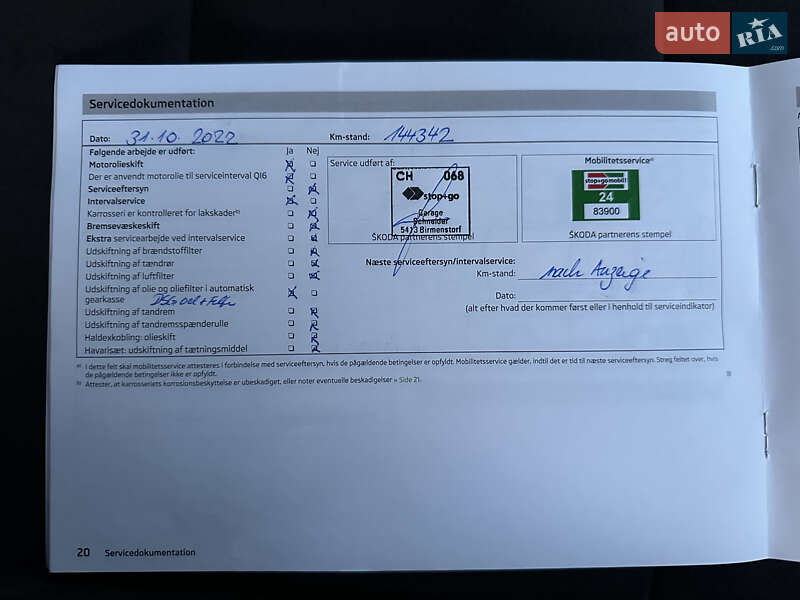 auto RIA.com
Servicedokumentation
Dato: 31.10.2022 Km-stand: 144342
Følgende arbejde er udført: Ja Nej
Motorolieskift
Der er anvendt motorolie til serviceinterval QI6
Serviceeftersyn
Intervalservice
Karrosseri er kontrolleret for lakskader b)
Bremsevæskeskift
Ekstra servicearbejde ved intervalservice
Udskiftning af brændstoffilter
Udskiftning af tændrør
Udskiftning af luftfilter
Udskiftning af olie og oliefilter i automatisk
gearkasse DSG Oel + Filter
Udskiftning af tandrem
Udskiftning af tandremsspænderulle
Haldexkobling: olieskift
Havarisæt: udskiftning af tætningsmiddel
Service udført af:
CH 068
stop+go
Garage
Schneider
5413 Birmenstorf
ŠKODA partnerens stempel
Mobilitetsservice a)
stop+go mobil!
24
83900
ŠKODA partnerens stempel
Næste serviceeftersyn/intervalservice:
Km-stand: nach Anzeige
Dato:
(alt efter hvad der kommer først eller i henhold til serviceindikator)
a) I dette felt skal mobilitetsservice attesteres i forbindelse med serviceeftersyn, hvis de pågældende betingelser er opfyldt. Mobilitetsservice gælder, indtil det er tid til næste serviceeftersyn. Streg feltet over, hvis
de pågældende betingelser ikke er opfyldt.
b) Attester, at karrosseriets korrosionsbeskyttelse er ubeskadiget, eller noter eventuelle beskadigelser » Side 21.
20 Servicedokumentation